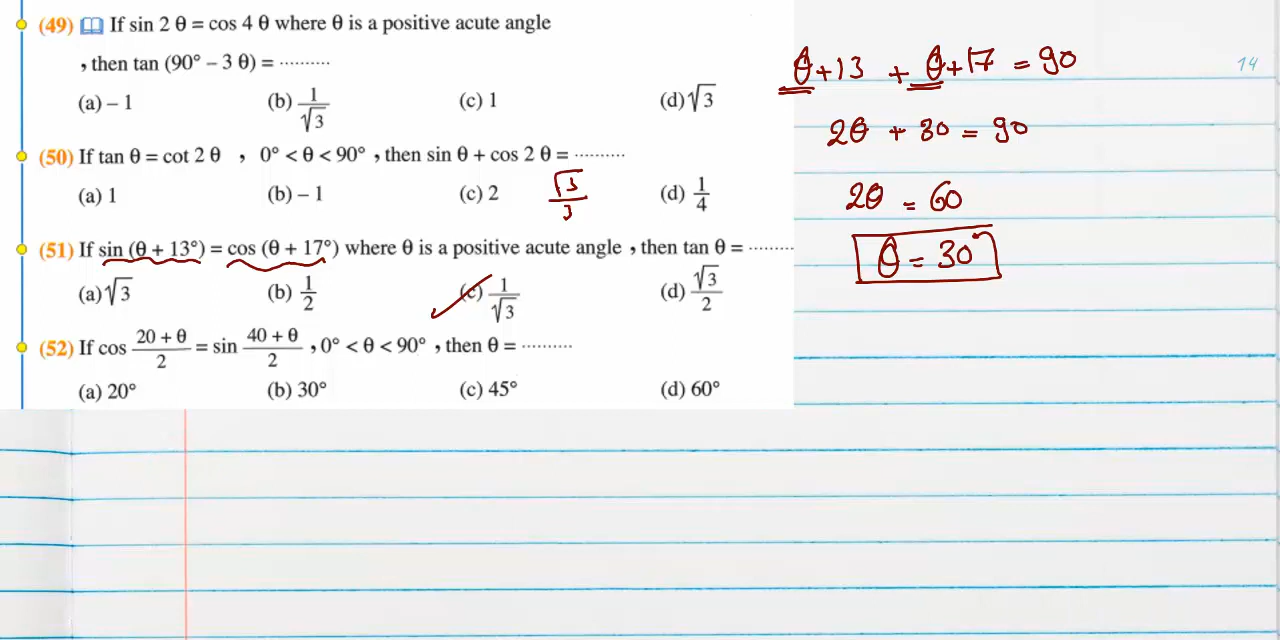 (49) If sin 2 θ = cos 4 θ where θ is a positive acute angle
, then tan (90° – 3 θ) = ··········
(a) – 1 (b) 1/√3 (c) 1 (d) √3
(50) If tan θ = cot 2 θ , 0° < θ < 90° , then sin θ + cos 2 θ = ··········
(a) 1 (b) – 1 (c) 2 (d) 1/4
√3/3
(51) If sin (θ + 13°) = cos (θ + 17°) where θ is a positive acute angle , then tan θ = ··········
(a) √3 (b) 1/2 (c) 1/√3 (d) √3/2
(52) If cos (20 + θ)/2 = sin (40 + θ)/2 , 0° < θ < 90° , then θ = ··········
(a) 20° (b) 30° (c) 45° (d) 60°
θ+13 + θ+17 = 90
2θ + 30 = 90
2θ = 60
θ = 30
14